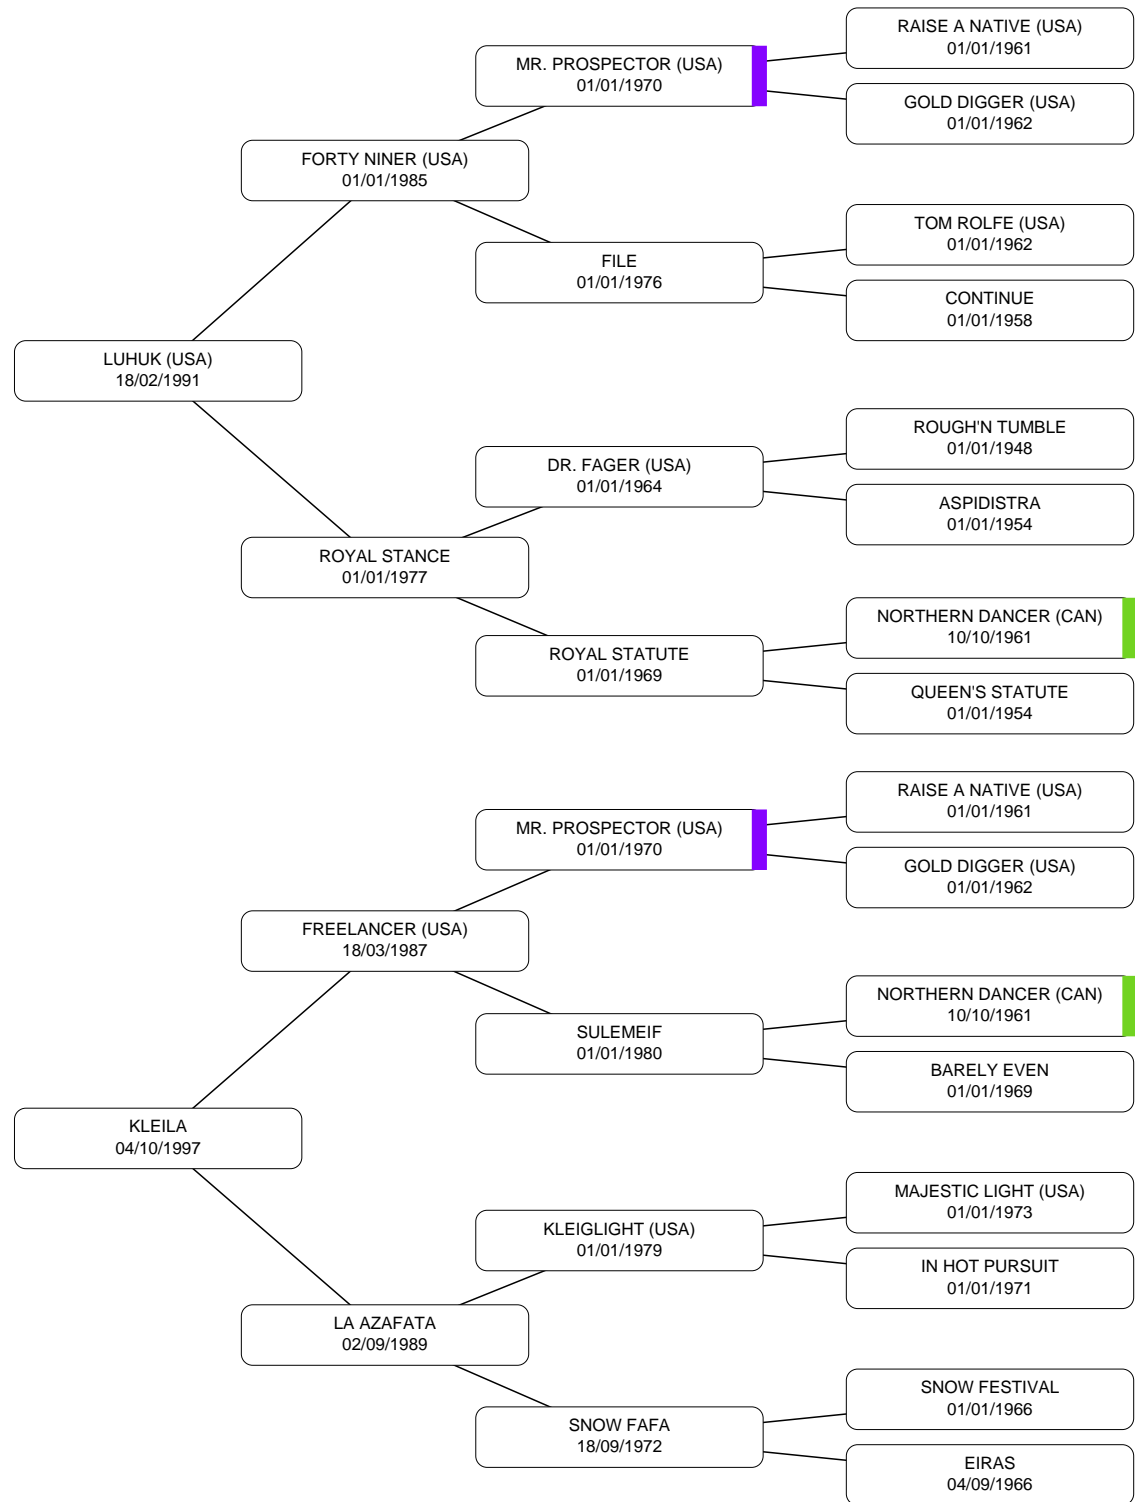 RAISE A NATIVE (USA)
01/01/1961
MR. PROSPECTOR (USA)
01/01/1970
GOLD DIGGER (USA)
01/01/1962
FORTY NINER (USA)
01/01/1985
TOM ROLFE (USA)
01/01/1962
FILE
01/01/1976
CONTINUE
01/01/1958
LUHUK (USA)
18/02/1991
ROUGH'N TUMBLE
01/01/1948
DR. FAGER (USA)
01/01/1964
ASPIDISTRA
01/01/1954
ROYAL STANCE
01/01/1977
NORTHERN DANCER (CAN)
10/10/1961
ROYAL STATUTE
01/01/1969
QUEEN'S STATUTE
01/01/1954
RAISE A NATIVE (USA)
01/01/1961
MR. PROSPECTOR (USA)
01/01/1970
GOLD DIGGER (USA)
01/01/1962
FREELANCER (USA)
18/03/1987
NORTHERN DANCER (CAN)
10/10/1961
SULEMEIF
01/01/1980
BARELY EVEN
01/01/1969
KLEILA
04/10/1997
MAJESTIC LIGHT (USA)
01/01/1973
KLEIGLIGHT (USA)
01/01/1979
IN HOT PURSUIT
01/01/1971
LA AZAFATA
02/09/1989
SNOW FESTIVAL
01/01/1966
SNOW FAFA
18/09/1972
EIRAS
04/09/1966